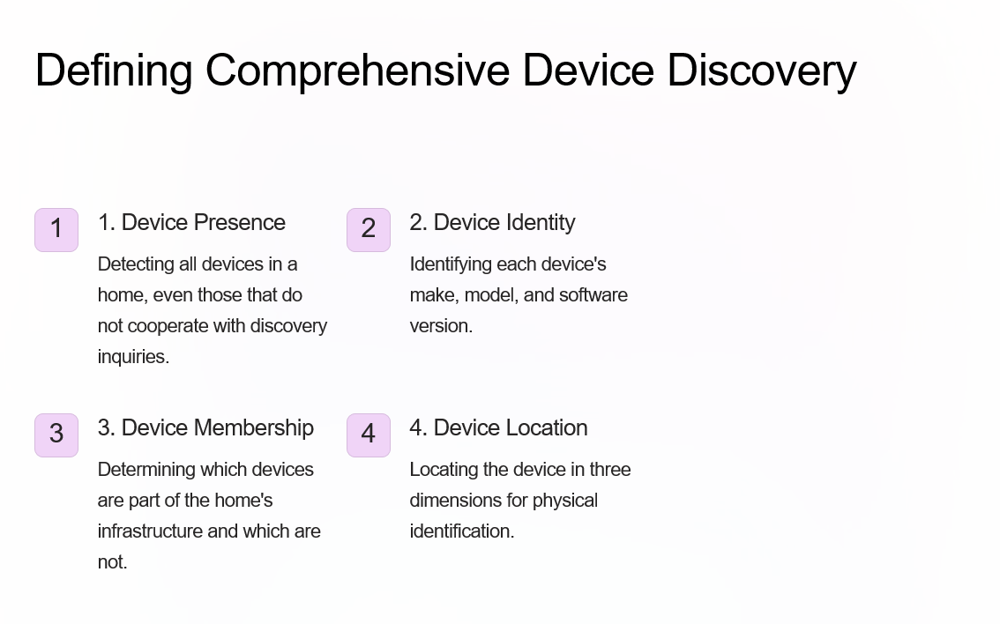 Defining Comprehensive Device Discovery
1
1. Device Presence
Detecting all devices in a
home, even those that do
not cooperate with discovery
inquiries.
2
2. Device Identity
Identifying each device's
make, model, and software
version.
3
3. Device Membership
Determining which devices
are part of the home's
infrastructure and which are
not.
4
4. Device Location
Locating the device in three
dimensions for physical
identification.